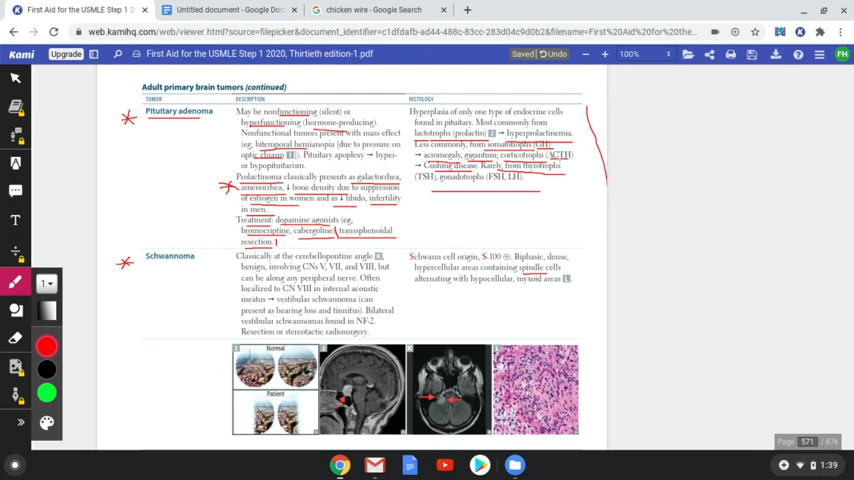 First Aid for the USMLE Step 1 2
Untitled document - Google Doc
chicken wire - Google Search
web.kamihq.com/web/viewer.html?source=filepicker&document_identifier=c1dfdafb-d44-488c-83cc-283d04c9d0b2&filename=First%20Aid%20for%20the...
Kami
Upgrade
First Aid for the USMLE Step 1 2020, Thirtieth edition-1.pdf
Saved
Undo
100%
FH
Adult primary brain tumors (continued)
TUMOR DESCRIPTION HISTOLOGY
Pituitary adenoma
May be nonfunctioning (silent) or
hyperfunctioning (hormone-producing).
Nonfunctional tumors present with mass effect
(eg, bitemporal hemianopia [due to pressure on
optic chiasm I]). Pituitary apoplexy → hyper-
or hypopituitarism.
Prolactinoma classically presents as galactorrhea,
amenorrhea, ↓ bone density due to suppression
of estrogen in women and as ↓ libido, infertility
in men.
Treatment: dopamine agonists (eg,
bromocriptine, cabergoline), transsphenoidal
resection.
Hyperplasia of only one type of endocrine cells
found in pituitary. Most commonly from
lactotrophs (prolactin) J → hyperprolactinemia.
Less commonly, from somatotrophs (GH)
→ acromegaly, gigantism; corticotrophs (ACTH)
→ Cushing disease. Rarely, from thyrotrophs
(TSH), gonadotrophs (FSH, LH).
Schwannoma
Classically at the cerebellopontine angle K,
benign, involving CNs V, VII, and VIII, but
can be along any peripheral nerve. Often
localized to CN VIII in internal acoustic
meatus → vestibular schwannoma (can
present as hearing loss and tinnitus). Bilateral
vestibular schwannomas found in NF-2.
Resection or stereotactic radiosurgery.
Schwann cell origin, S-100 ⊕. Biphasic, dense,
hypercellular areas containing spindle cells
alternating with hypocellular, myxoid areas L.
I
Normal
Patient
J
K
L
T
1
Page 571 / 876
1:39